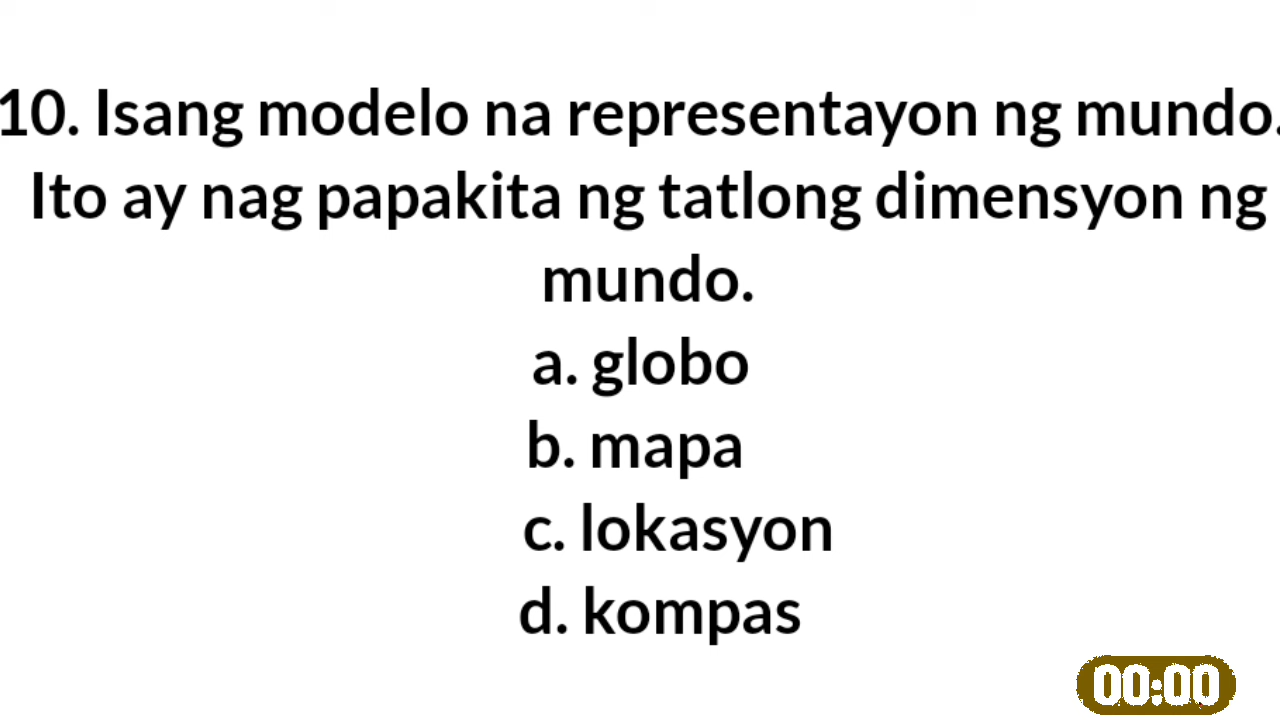 10. Isang modelo na representayon ng mundo.
Ito ay nag papakita ng tatlong dimensyon ng
mundo.
a. globo
b. mapa
c. lokasyon
d. kompas
00:00